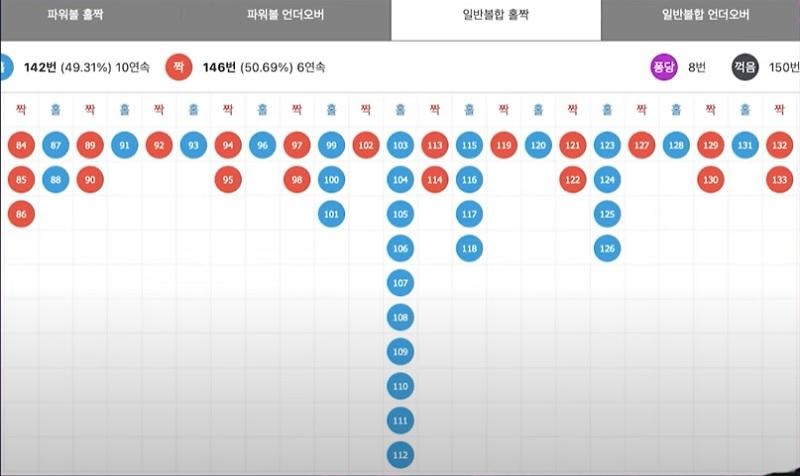 파워볼 홀짝 파워볼 언더오버 일반볼합 홀짝 일반볼합 언더오버
142번 (49.31%) 10연속 짝 146번 (50.69%) 6연속 퐁당 8번 꺽음 150번
짝 홀 짝 홀 짝 홀 짝 홀 짝 홀 짝 홀 짝 홀 짝 홀 짝 홀 짝 홀 짝 홀 짝
84 87 89 91 92 93 94 96 97 99 102 103 113 115 119 120 121 123 127 128 129 131 132
85 88 90 95 98 100 104 114 116 122 124 130 133
86 101 105 117 125
106 118 126
107
108
109
110
111
112